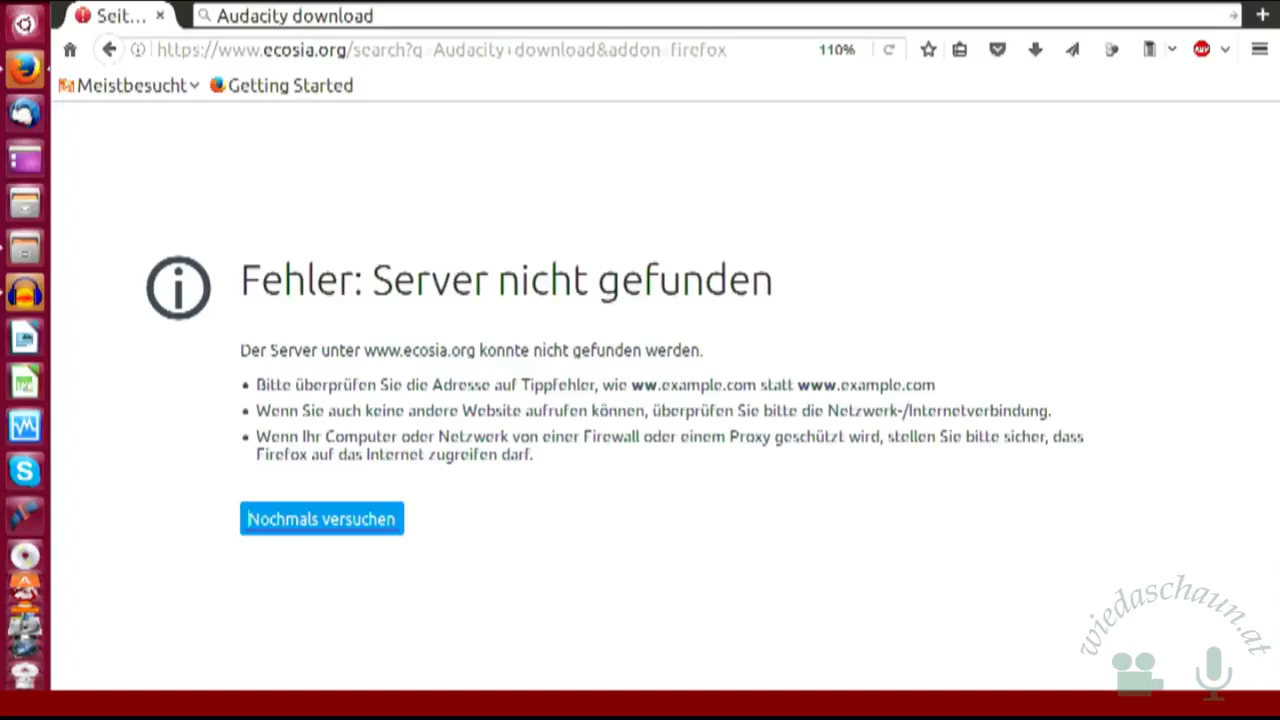 Seit...
Audacity download
https://www.ecosia.org/search?q=Audacity+download&addon=firefox
110%
Meistbesucht
Getting Started
Fehler: Server nicht gefunden
Der Server unter www.ecosia.org konnte nicht gefunden werden.
Bitte überprüfen Sie die Adresse auf Tippfehler, wie ww.example.com statt www.example.com
Wenn Sie auch keine andere Website aufrufen können, überprüfen Sie bitte die Netzwerk-/Internetverbindung.
Wenn Ihr Computer oder Netzwerk von einer Firewall oder einem Proxy geschützt wird, stellen Sie bitte sicher, dass
Firefox auf das Internet zugreifen darf.
Nochmals versuchen
wiedaschaun.at